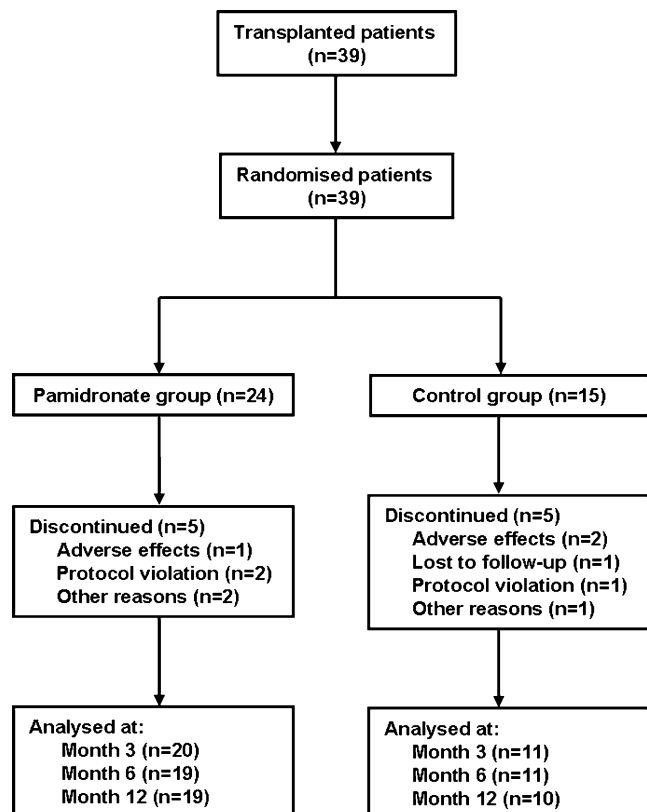 Transplanted patients
(n=39)
Randomised patients
(n=39)
Pamidronate group (n=24)
Control group (n=15)
Discontinued (n=5)
Adverse effects (n=1)
Protocol violation (n=2)
Other reasons (n=2)
Discontinued (n=5)
Adverse effects (n=2)
Lost to follow-up (n=1)
Protocol violation (n=1)
Other reasons (n=1)
Analysed at:
Month 3 (n=20)
Month 6 (n=19)
Month 12 (n=19)
Analysed at:
Month 3 (n=11)
Month 6 (n=11)
Month 12 (n=10)